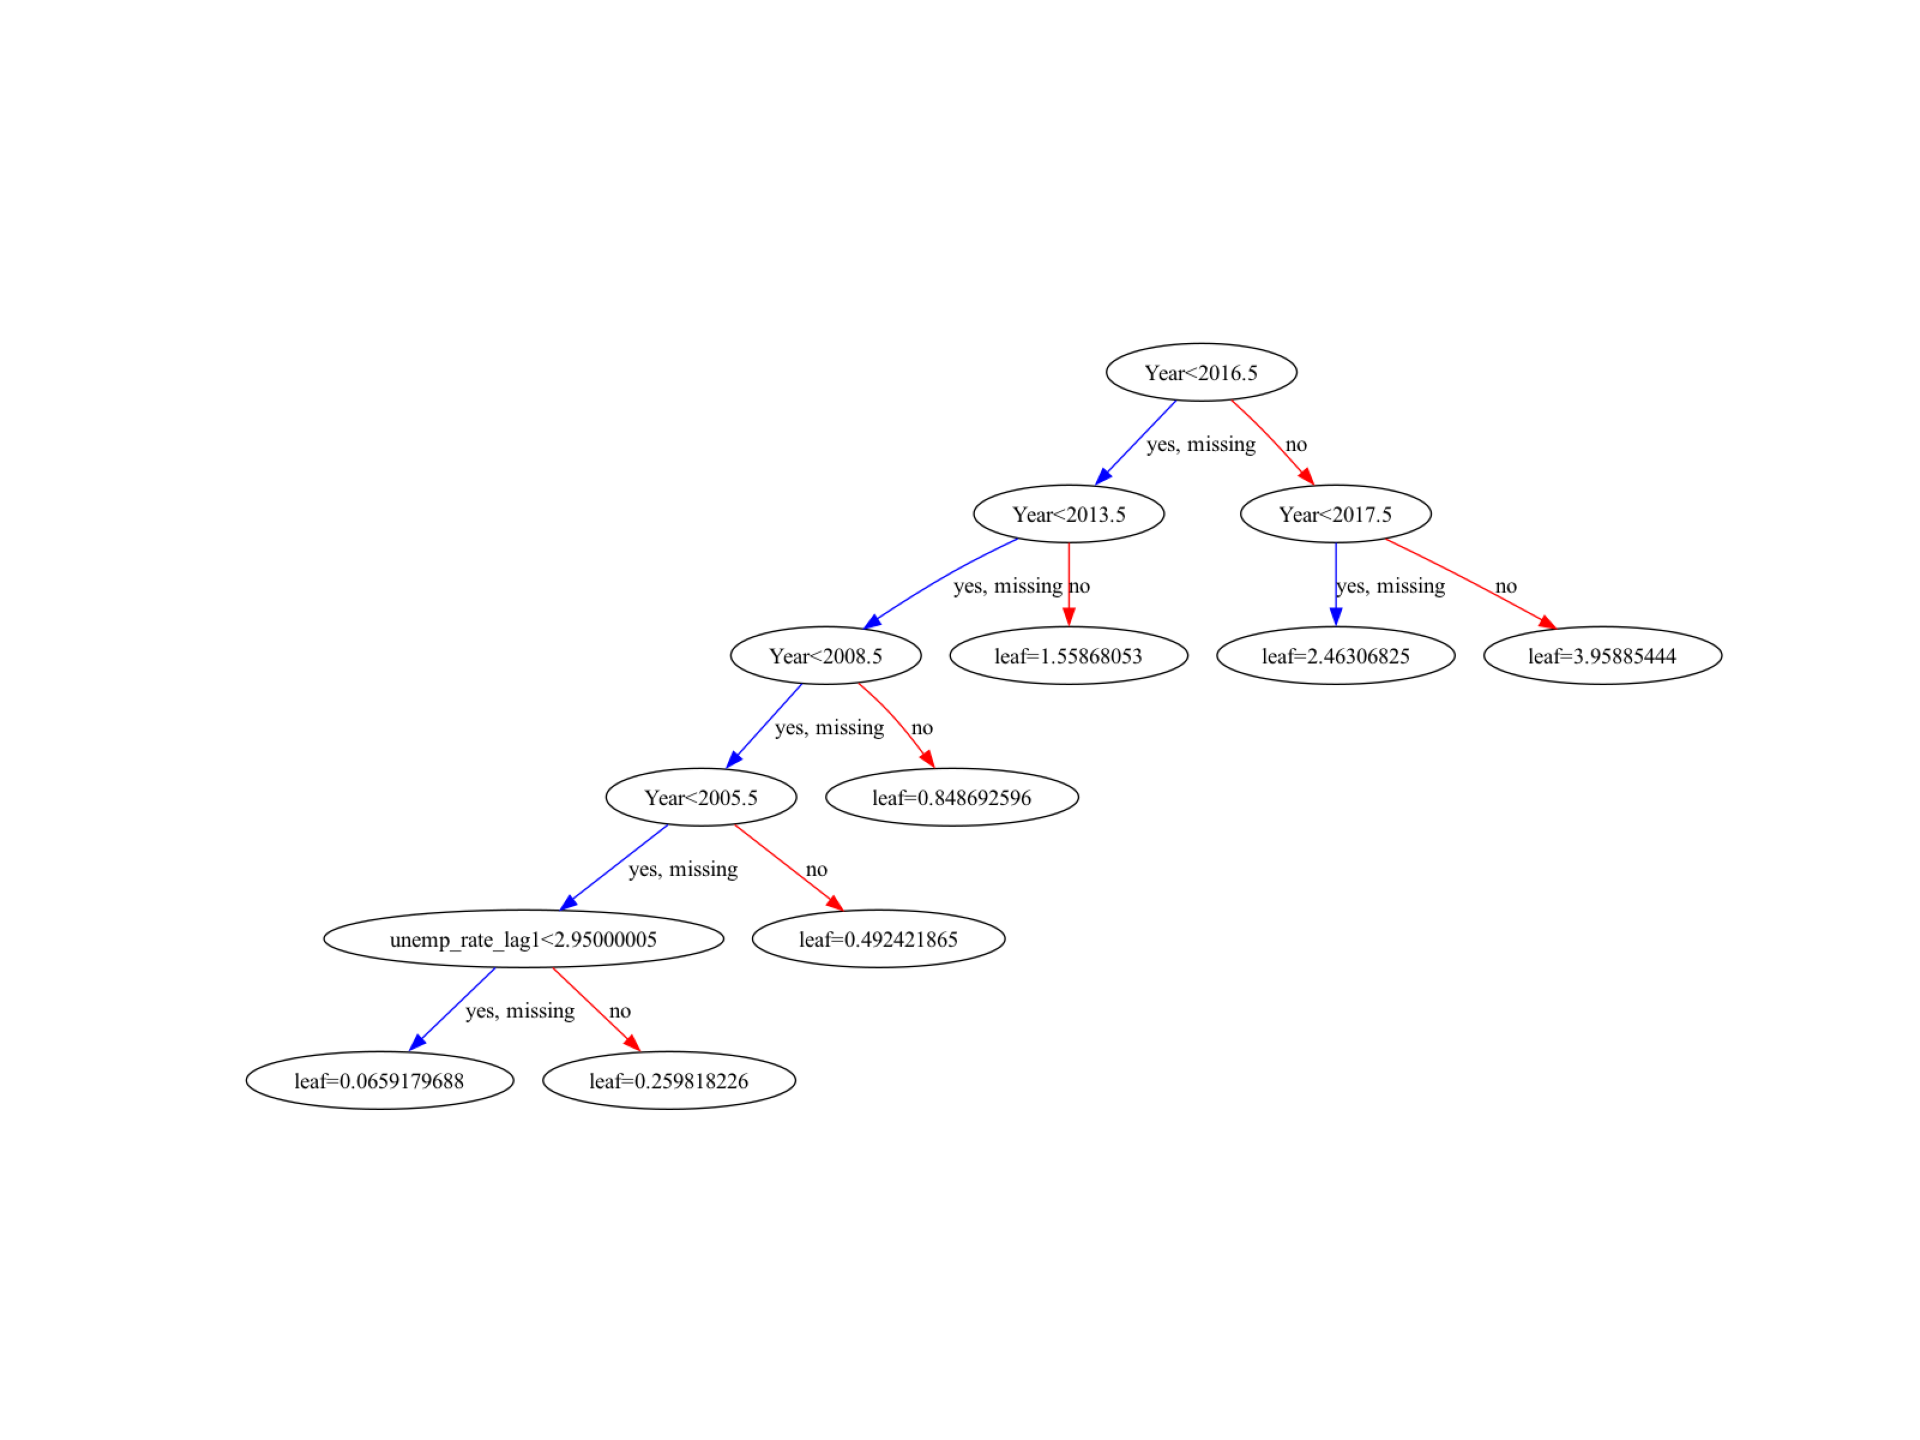 Year<2016.5
yes, missing
no
Year<2013.5
Year<2017.5
yes, missing
no
yes, missing
no
Year<2008.5
leaf=1.55868053
leaf=2.46306825
leaf=3.95885444
yes, missing
no
Year<2005.5
leaf=0.848692596
yes, missing
no
unemp_rate_lag1<2.95000005
leaf=0.492421865
yes, missing
no
leaf=0.0659179688
leaf=0.259818226